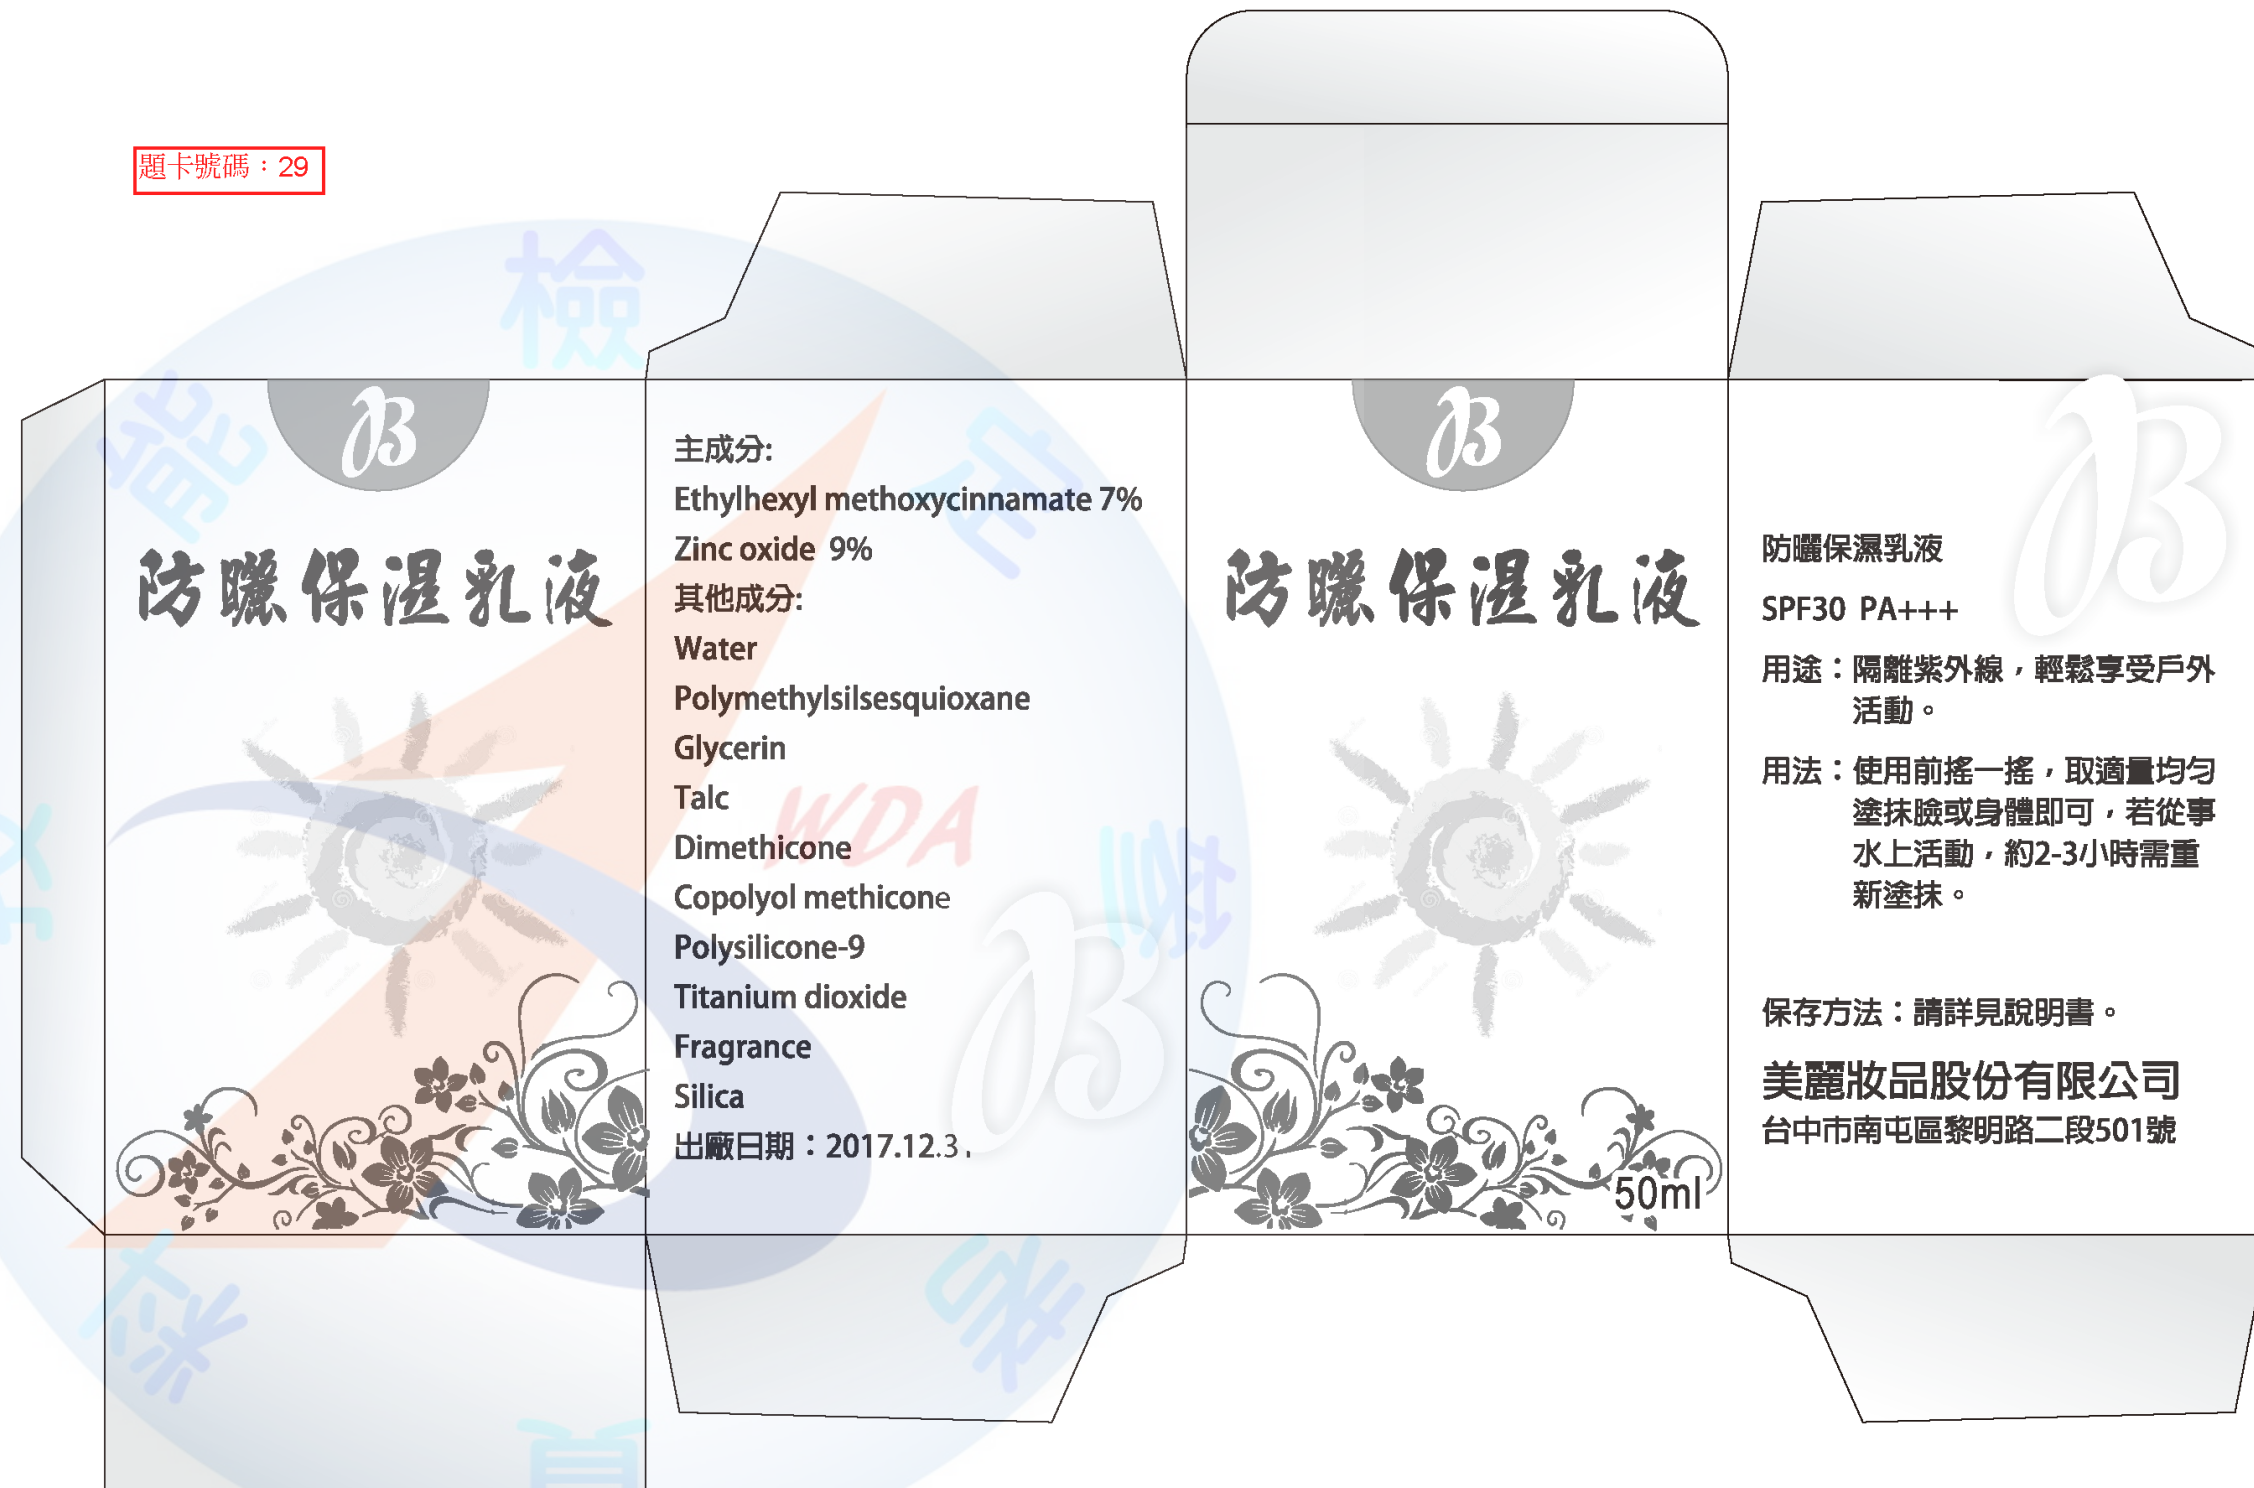 題卡號碼：29
B
防曬保濕乳液
主成分:
Ethylhexyl methoxycinnamate 7%
Zinc oxide 9%
其他成分:
Water
Polymethylsilsesquioxane
Glycerin
Talc
Dimethicone
Copolyol methicone
Polysilicone-9
Titanium dioxide
Fragrance
Silica
出廠日期：2017.12.3
B
B
防曬保濕乳液
50ml
B
防曬保濕乳液
SPF30 PA+++
用途：隔離紫外線，輕鬆享受戶外
活動。
用法：使用前搖一搖，取適量均勻
塗抹臉或身體即可，若從事
水上活動，約2-3小時需重
新塗抹。
保存方法：請詳見說明書。
美麗妝品股份有限公司
台中市南屯區黎明路二段501號
WDA
技
能
檢
定